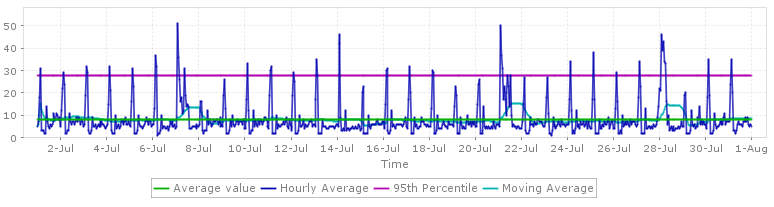 50
40
30
20
10
0
2-Jul 4-Jul 6-Jul 8-Jul 10-Jul 12-Jul 14-Jul 16-Jul 18-Jul 20-Jul 22-Jul 24-Jul 26-Jul 28-Jul 30-Jul 1-Aug
Time
Average value Hourly Average 95th Percentile Moving Average